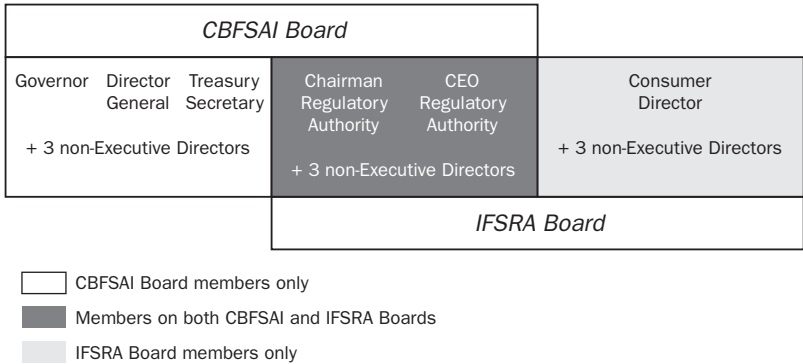 CBFSAI Board
Governor Director General Treasury Secretary
+ 3 non-Executive Directors
Chairman Regulatory Authority CEO Regulatory Authority
+ 3 non-Executive Directors
Consumer Director
+ 3 non-Executive Directors
IFSRA Board
CBFSAI Board members only
Members on both CBFSAI and IFSRA Boards
IFSRA Board members only